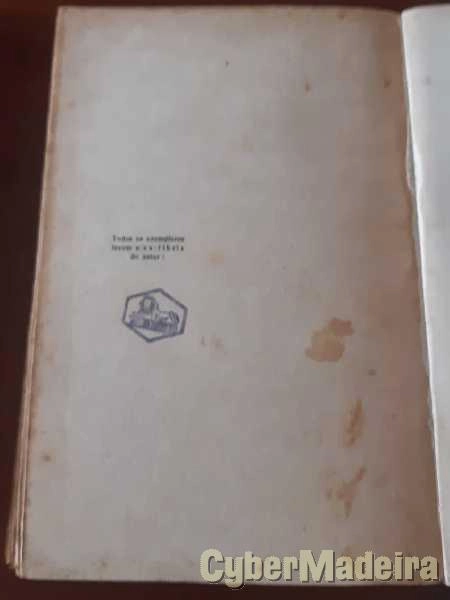 Todos os exemplares
levam
do autor:
CyberMadeira